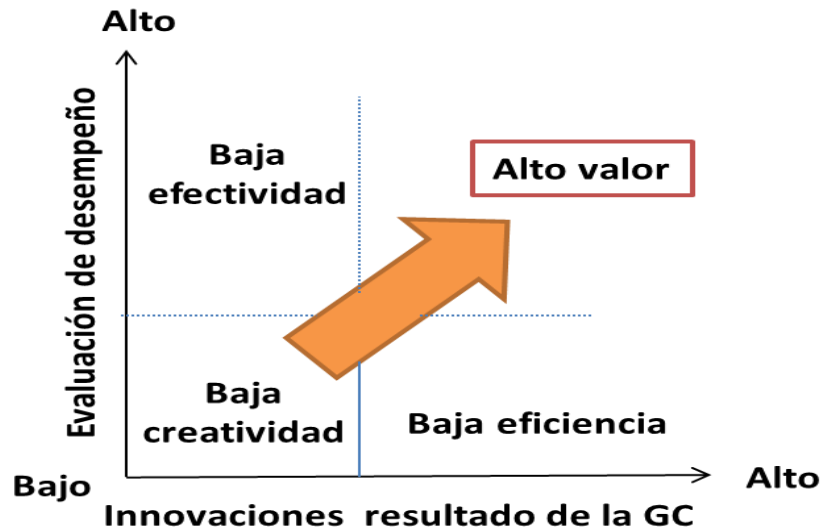 Alto
Evaluación de desempeño
Baja
efectividad
Alto valor
Baja
creatividad
Baja eficiencia
Bajo
Alto
Innovaciones resultado de la GC